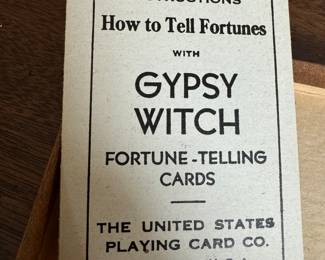 How to Tell Fortunes
WITH
GYPSY
WITCH
FORTUNE-TELLING
CARDS
THE UNITED STATES
PLAYING CARD CO.